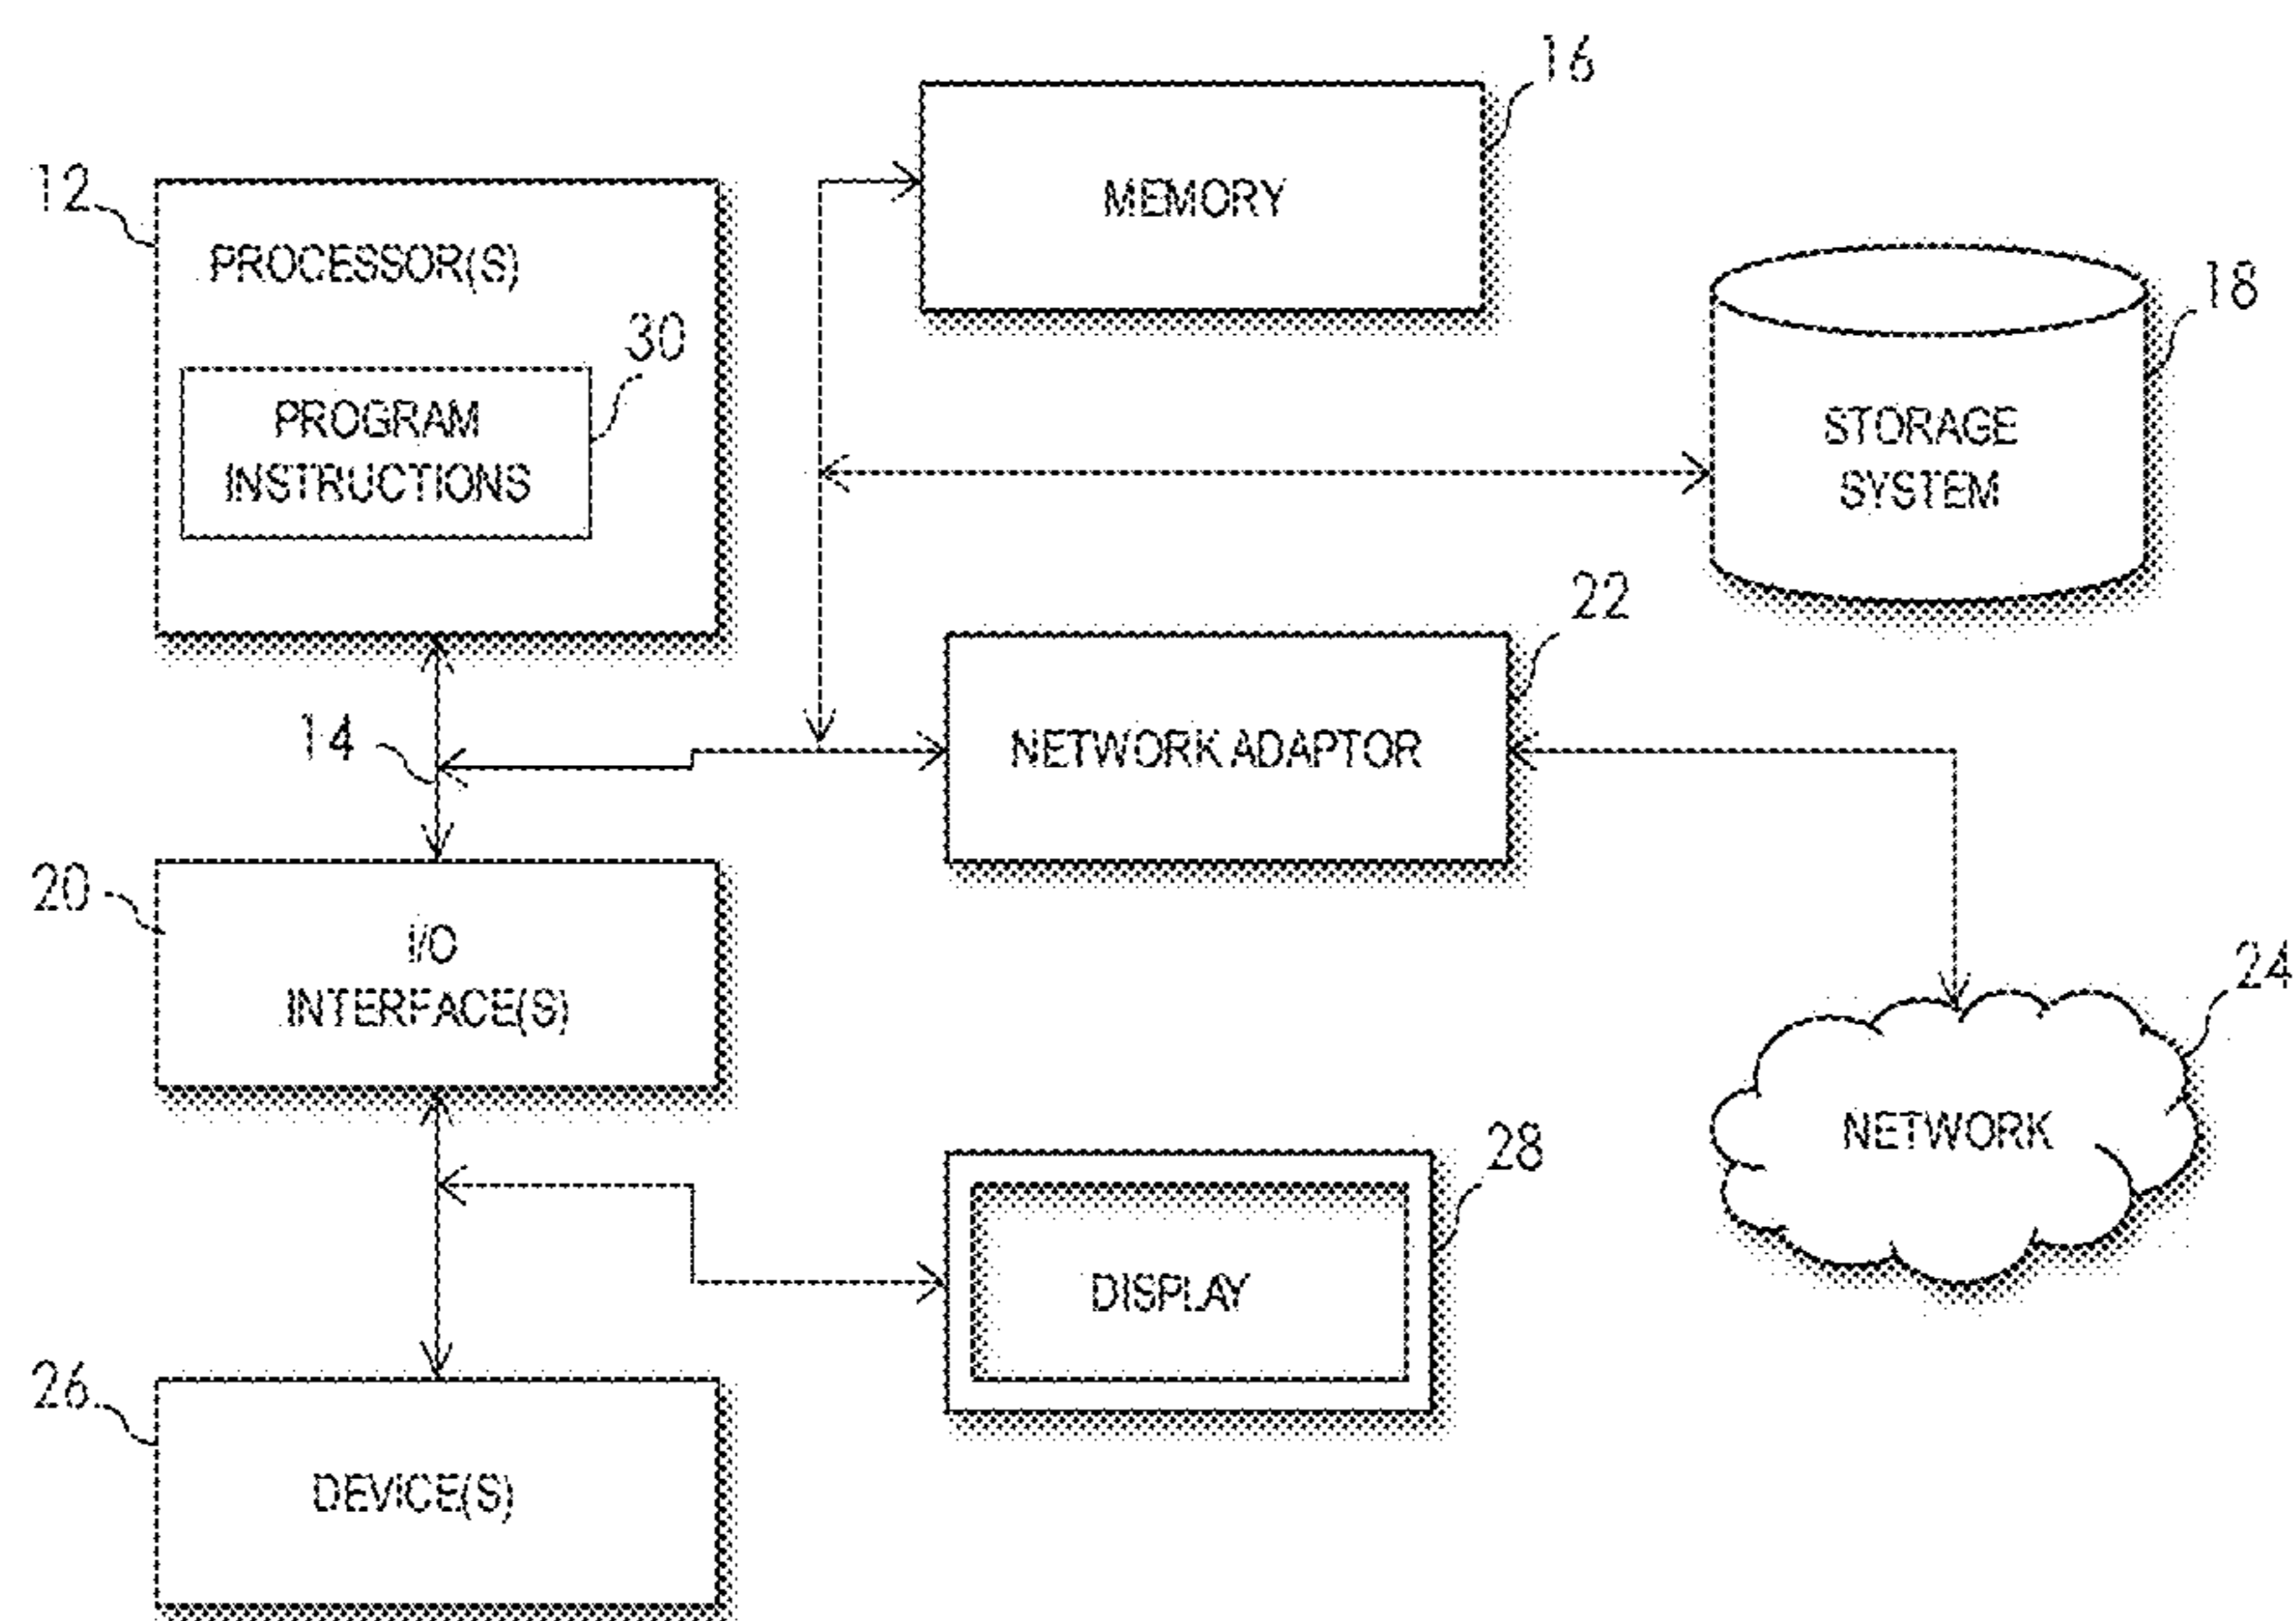 16
MEMORY
12
PROCESSOR(S)
18
30
PROGRAM
INSTRUCTIONS
STORAGE
SYSTEM
22
14
NETWORK ADAPTOR
20
I/O
INTERFACE(S)
24
NETWORK
28
DISPLAY
26
DEVICE(S)